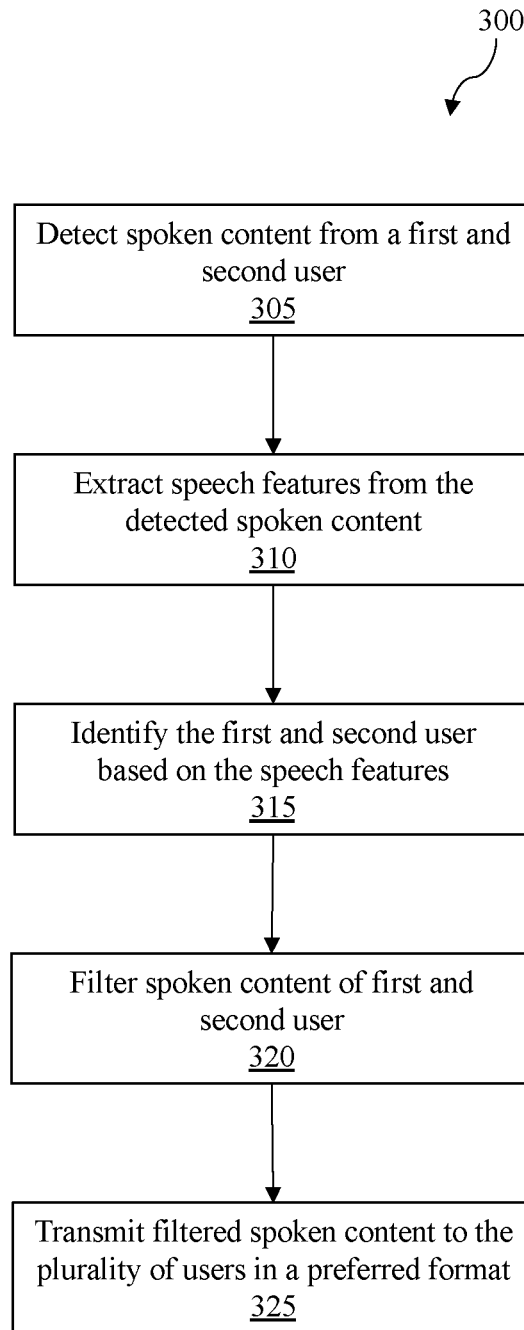 300
Detect spoken content from a first and
second user
305
Extract speech features from the
detected spoken content
310
Identify the first and second user
based on the speech features
315
Filter spoken content of first and
second user
320
Transmit filtered spoken content to the
plurality of users in a preferred format
325